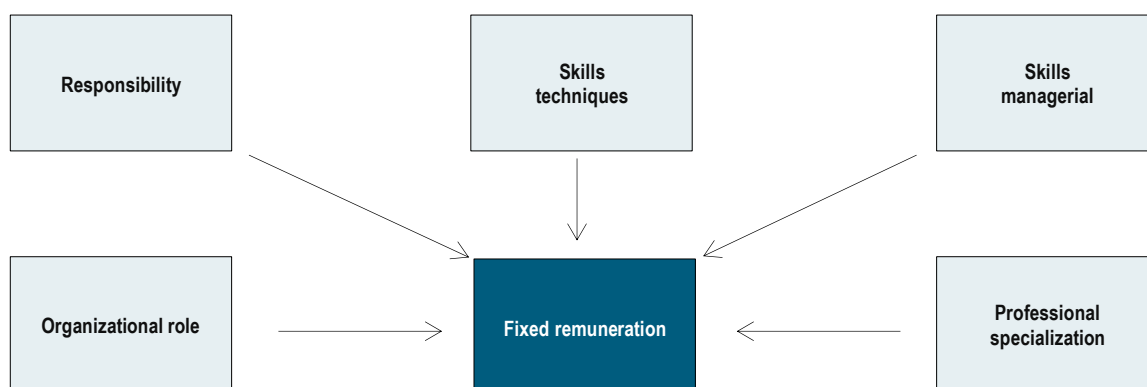 Responsibility
Skills
techniques
Skills
managerial
Organizational role
Fixed remuneration
Professional
specialization